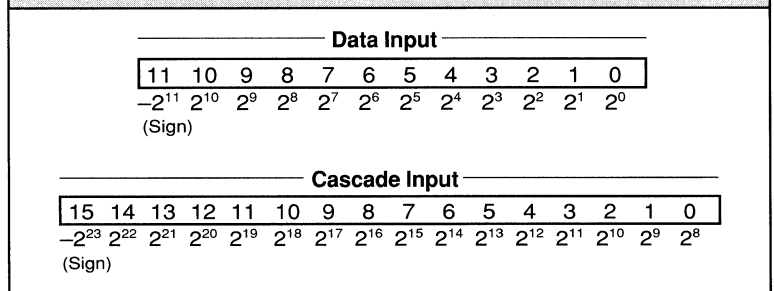 Data Input
11 10 9 8 7 6 5 4 3 2 1 0
–2¹¹ 2¹⁰ 2⁹ 2⁸ 2⁷ 2⁶ 2⁵ 2⁴ 2³ 2² 2¹ 2⁰
(Sign)
Cascade Input
15 14 13 12 11 10 9 8 7 6 5 4 3 2 1 0
–2²³ 2²² 2²¹ 2²⁰ 2¹⁹ 2¹⁸ 2¹⁷ 2¹⁶ 2¹⁵ 2¹⁴ 2¹³ 2¹² 2¹¹ 2¹⁰ 2⁹ 2⁸
(Sign)